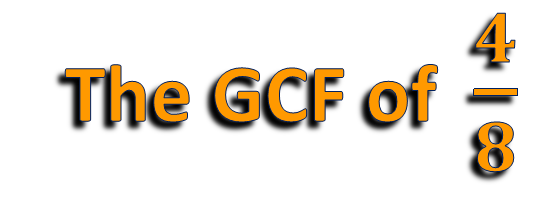 The GCF of 4/8